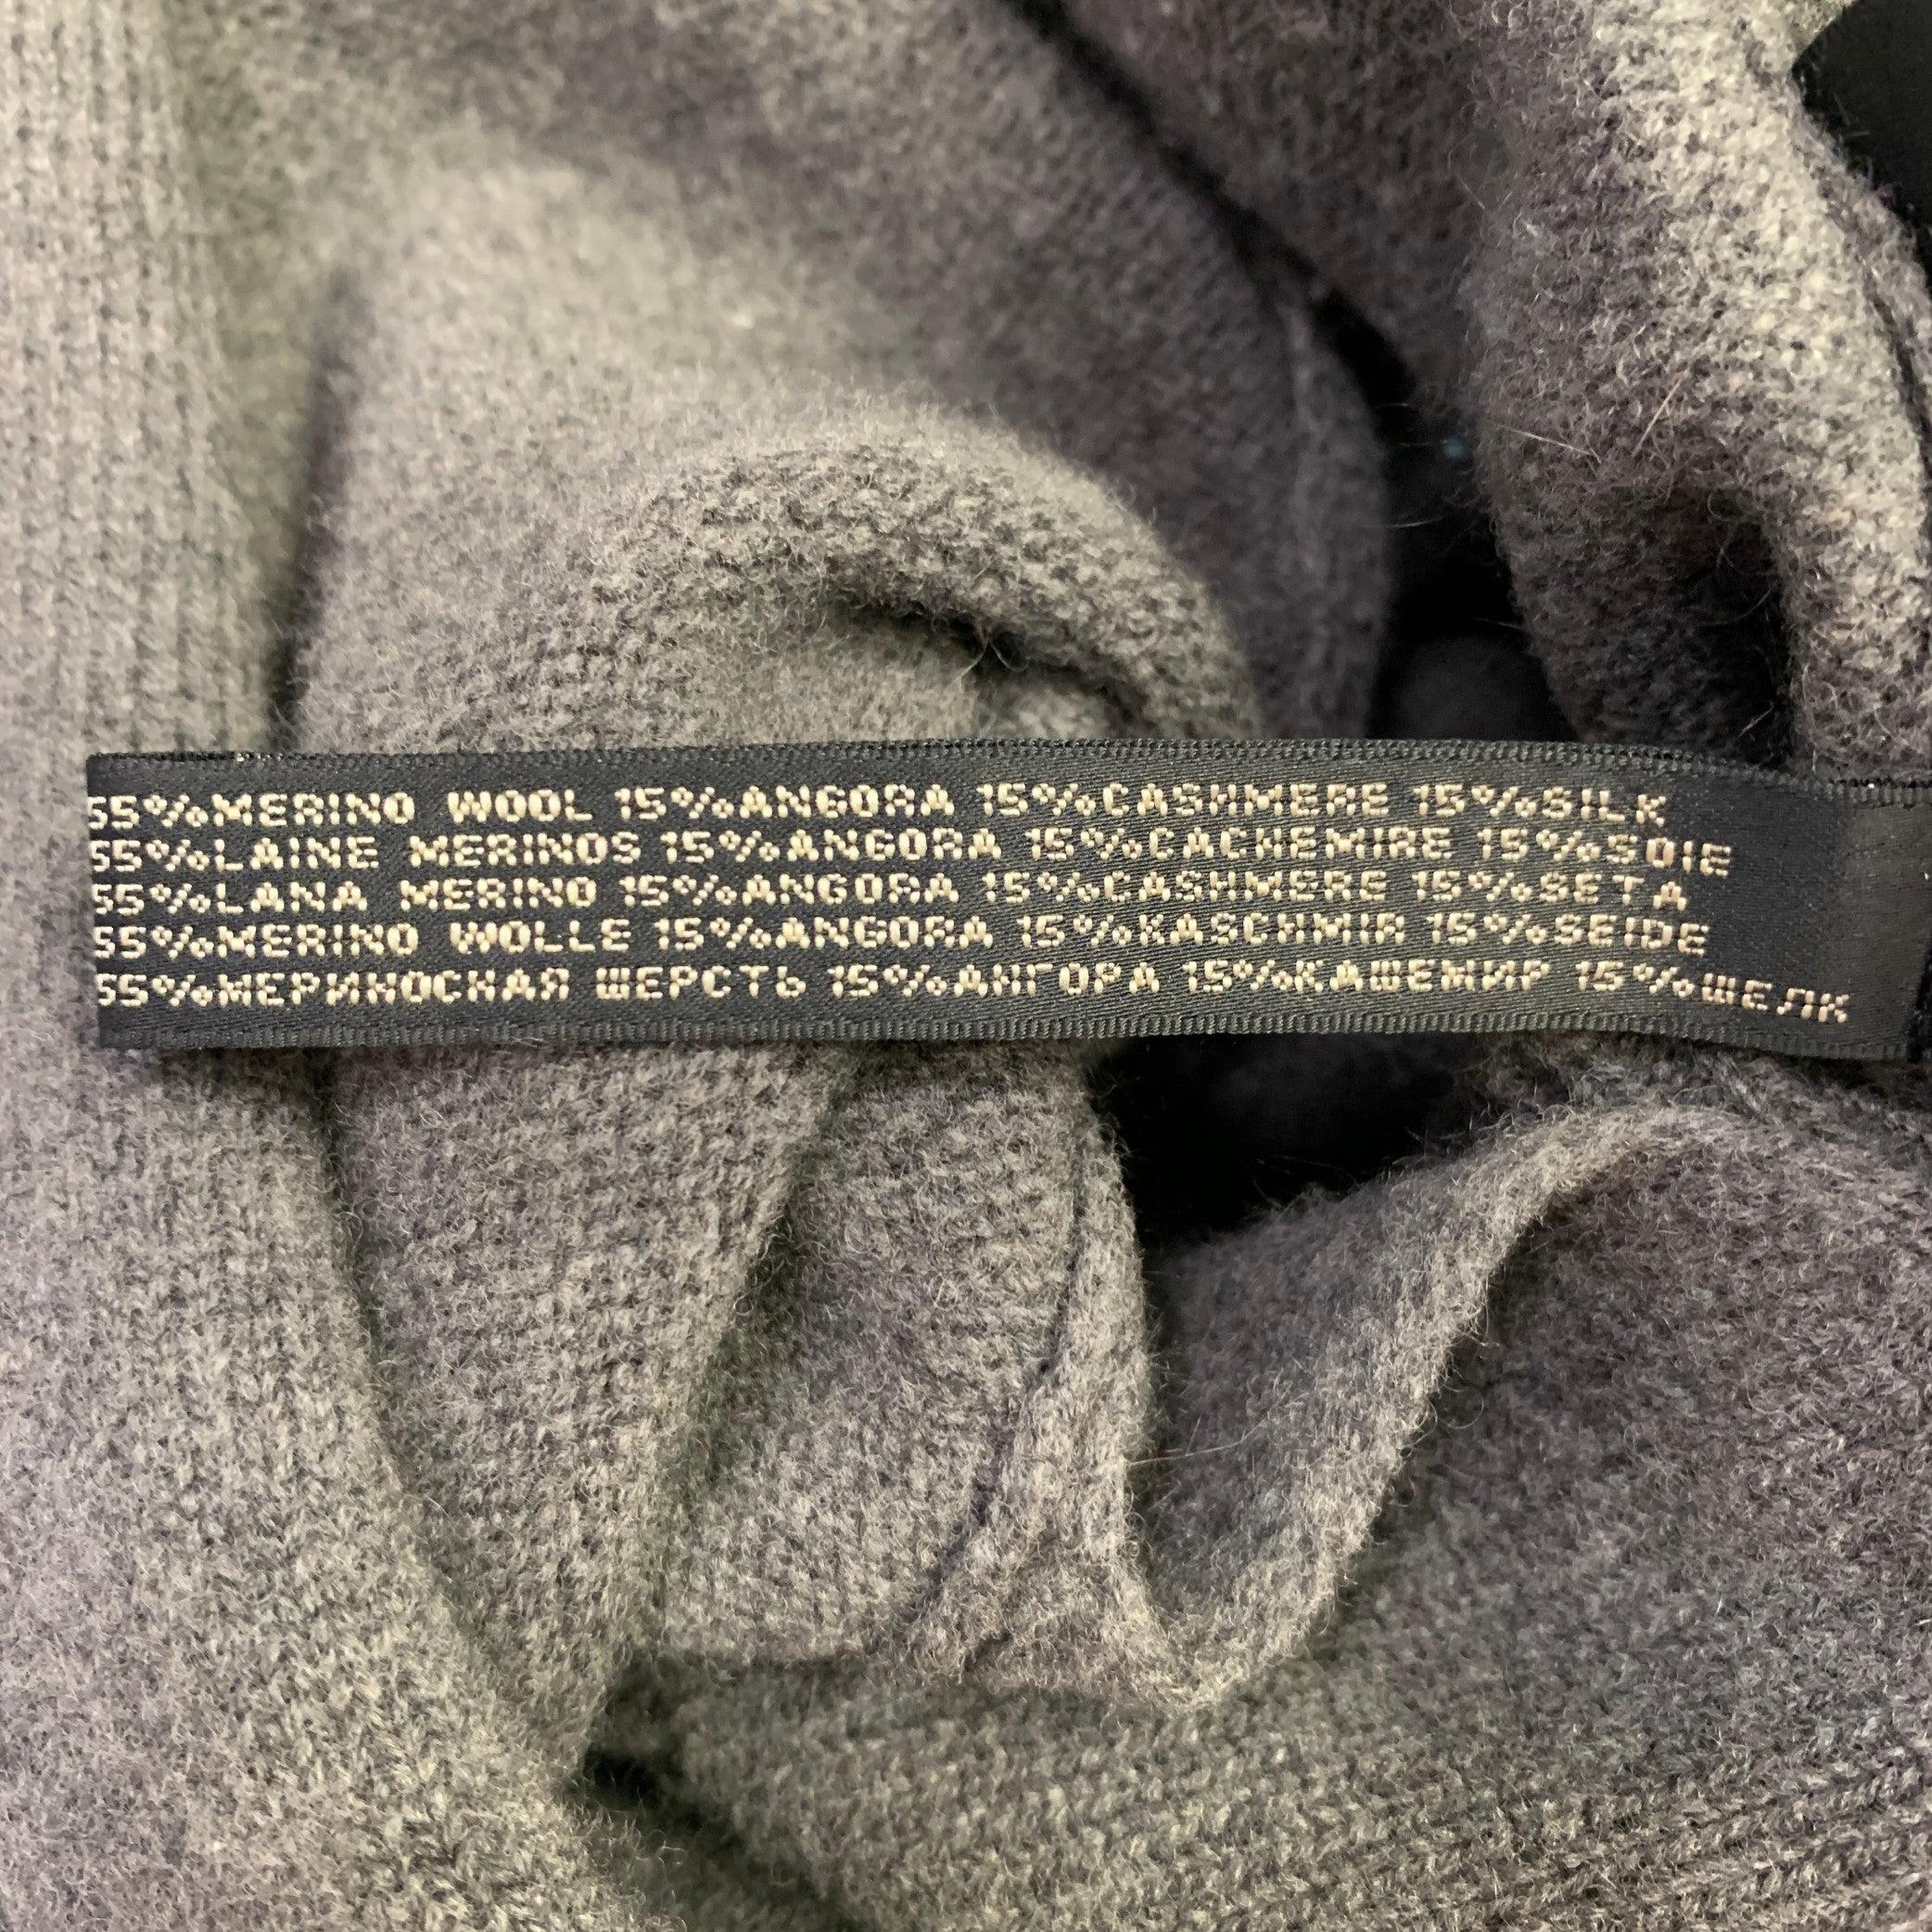 55%MERINO WOOL 15%ANGORA 15%CASHMERE 15%SILK
55%LAINE MERINOS 15%ANGORA 15%CACHEMIRE 15%SOIE
55%LANA MERINO 15%ANGORA 15%CASHMERE 15%SETA
55%MERINO WOLLE 15%ANGORA 15%KASCHMIR 15%SEIDE
55%МЕРИНОСНАЯ ШЕРСТЬ 15%АНГОРА 15%КАШЕМИР 15%ШЕЛК